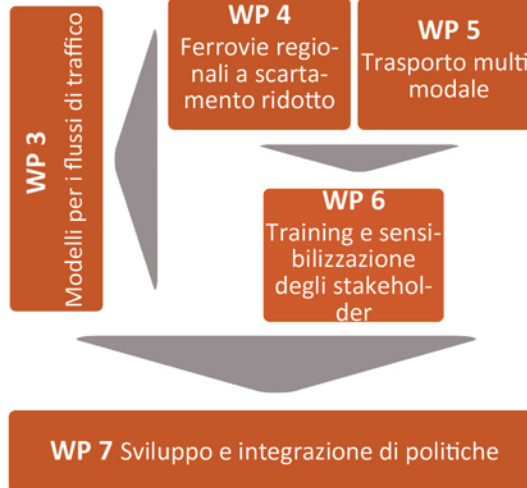 WP 3
Modelli per i flussi di traffico
WP 4
Ferrovie regio-
nali a scarta-
mento ridotto
WP 5
Trasporto multi
modale
WP 6
Training e sensi-
bilizzazione
degli stakehol-
der
WP 7 Sviluppo e integrazione di politiche